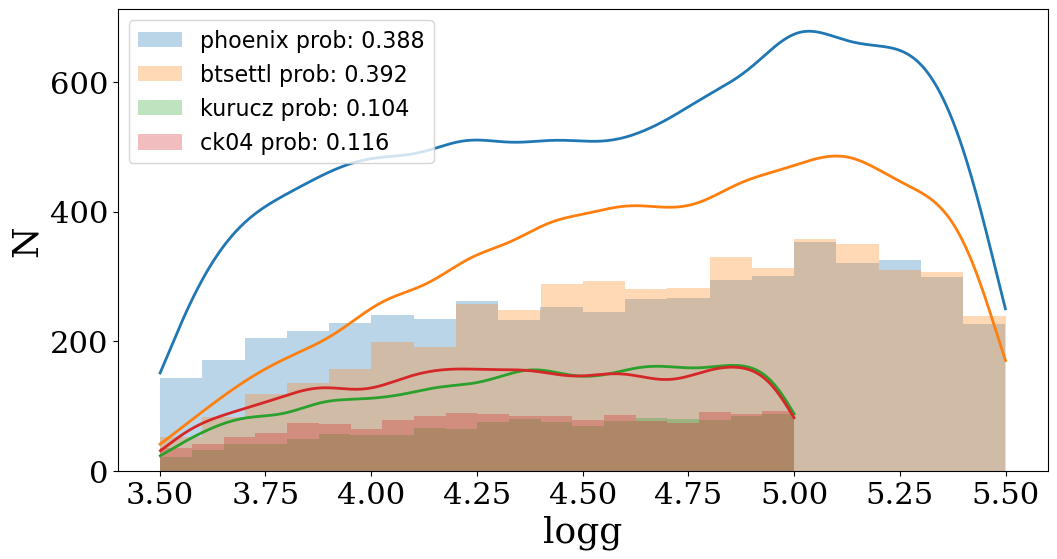 phoenix prob: 0.388
btsettl prob: 0.392
kurucz prob: 0.104
ck04 prob: 0.116
N
600
400
200
0
3.50 3.75 4.00 4.25 4.50 4.75 5.00 5.25 5.50
logg